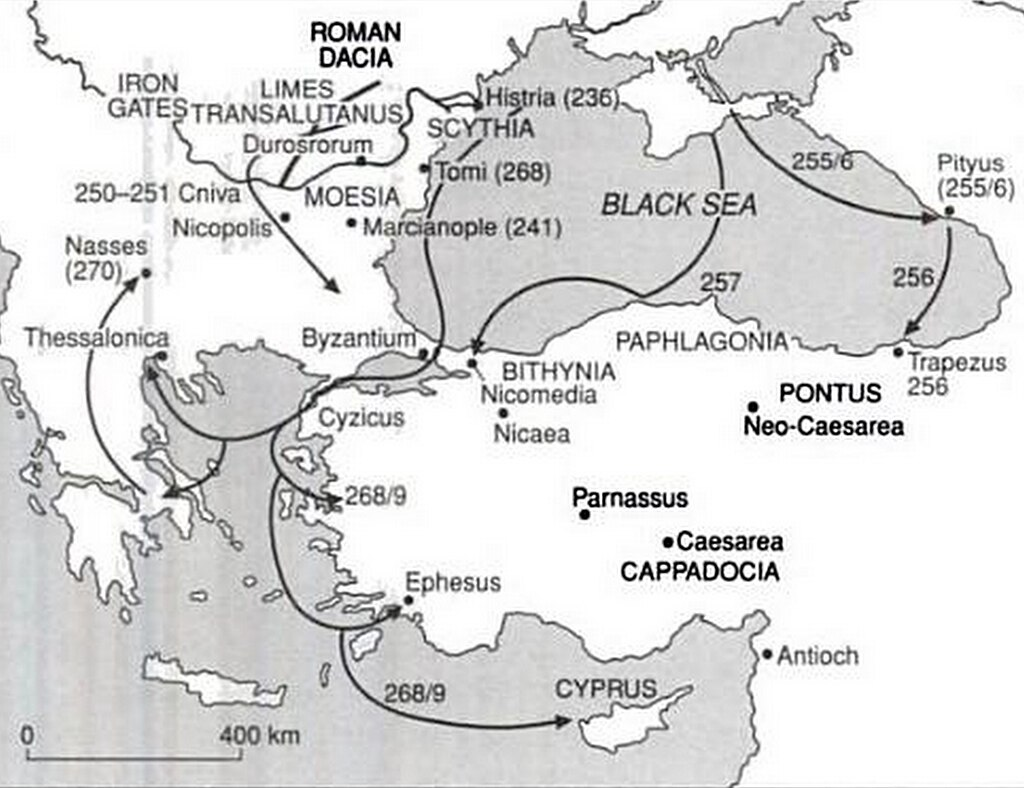 ROMAN
DACIA
IRON
GATES
LIMES
TRANSALUTANUS
Histria (236)
SCYTHIA
Durosrorum
Tomi (268)
250–251 Cniva
MOESIA
Nicopolis
Marcianople (241)
Nasses
(270)
BLACK SEA
255/6
Pityus
(255/6)
257
256
Thessalonica
Byzantium
PAPHLAGONIA
BITHYNIA
Nicomedia
Trapezus
256
Cyzicus
Nicaea
PONTUS
Neo-Caesarea
268/9
Parnassus
Caesarea
CAPPADOCIA
Ephesus
Antioch
268/9
CYPRUS
0
400 km